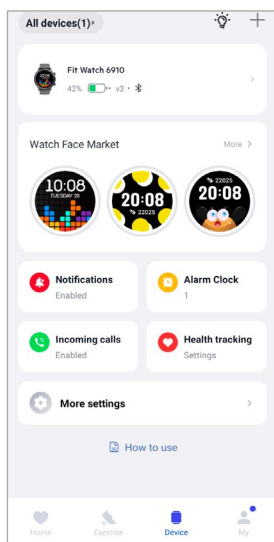 All devices(1)
Fit Watch 6910
42% v3
Watch Face Market
More >
10:08
TUESDAY 20
20:08
22025
22025
20:08
Notifications
Enabled
Alarm Clock
1
Incoming calls
Enabled
Health tracking
Settings
More settings
How to use
Home
Exercise
Device
My